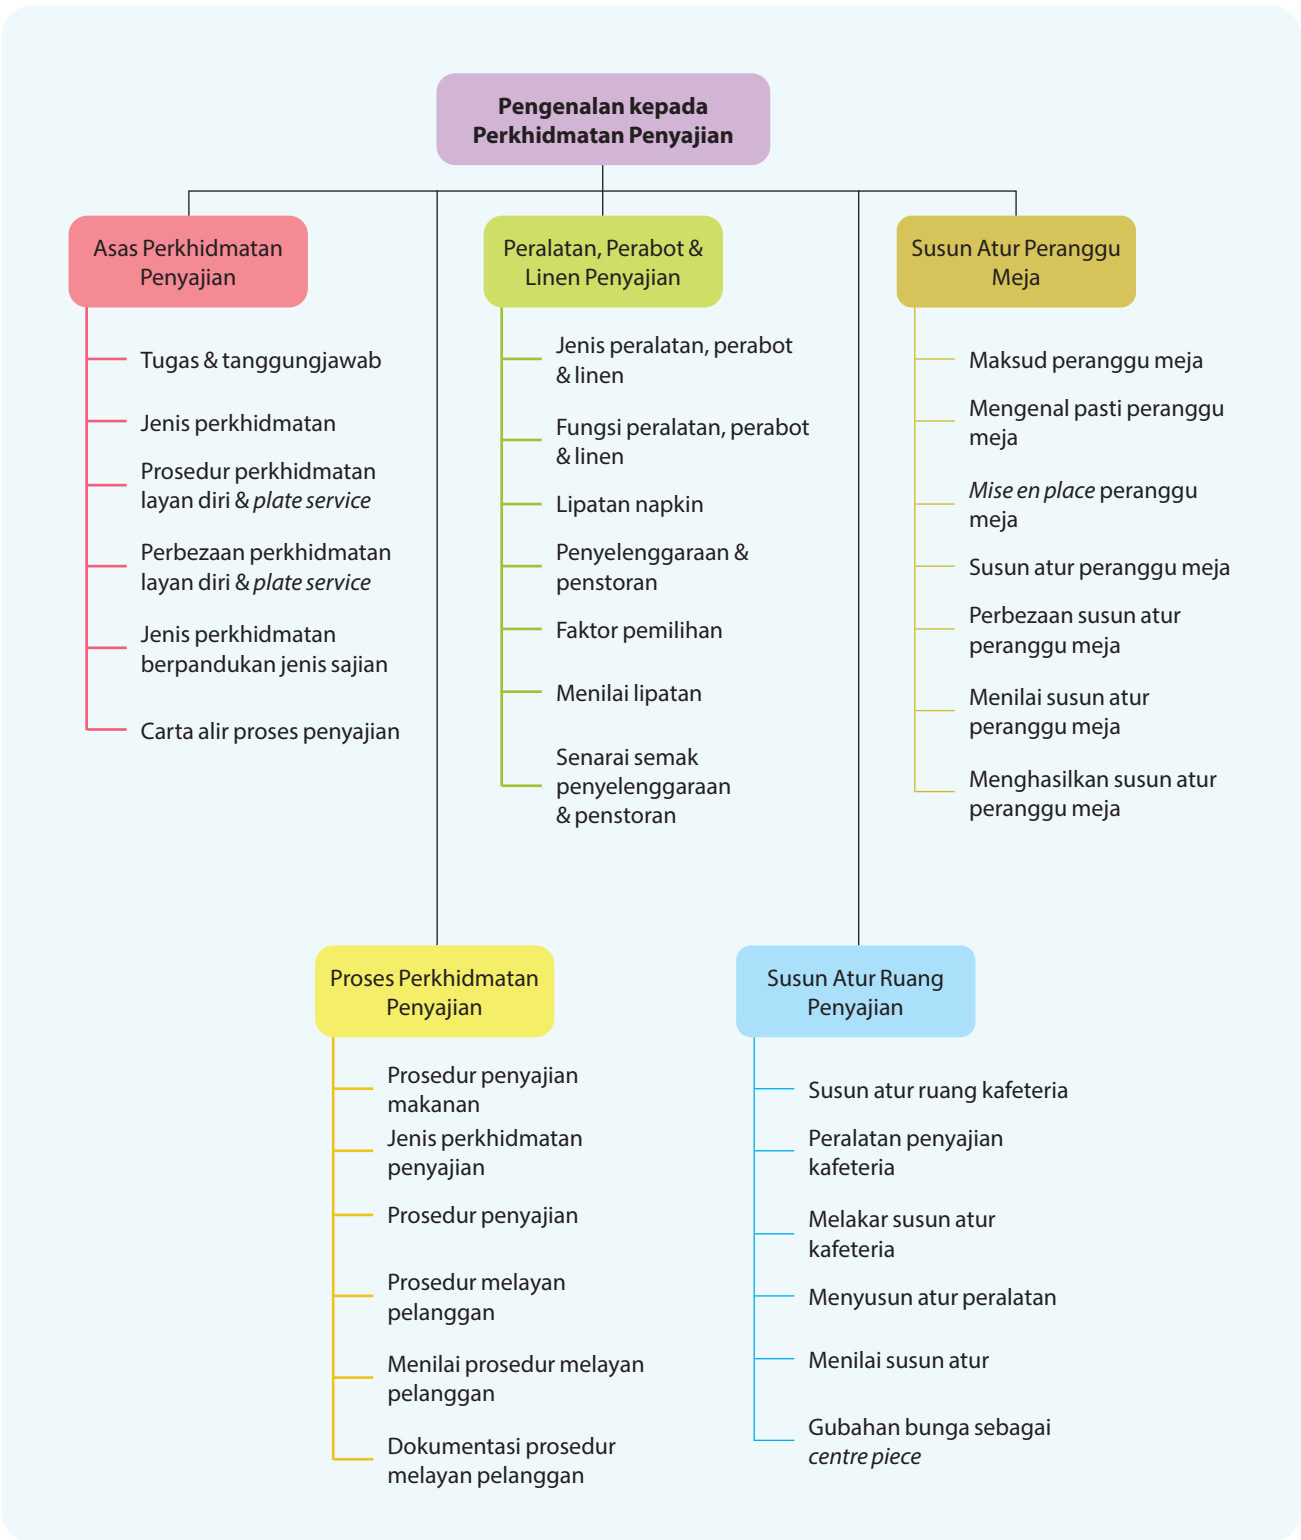 Pengenalan kepada
Perkhidmatan Penyajian
Asas Perkhidmatan
Penyajian
Tugas & tanggungjawab
Jenis perkhidmatan
Prosedur perkhidmatan
layan diri & plate service
Perbezaan perkhidmatan
layan diri & plate service
Jenis perkhidmatan
berpandukan jenis sajian
Carta alir proses penyajian
Peralatan, Perabot &
Linen Penyajian
Jenis peralatan, perabot
& linen
Fungsi peralatan, perabot
& linen
Lipatan napkin
Penyelenggaraan &
penstoran
Faktor pemilihan
Menilai lipatan
Senarai semak
penyelenggaraan
& penstoran
Susun Atur Peranggu
Meja
Maksud peranggu meja
Mengenal pasti peranggu
meja
Mise en place peranggu
meja
Susun atur peranggu meja
Perbezaan susun atur
peranggu meja
Menilai susun atur
peranggu meja
Menghasilkan susun atur
peranggu meja
Proses Perkhidmatan
Penyajian
Prosedur penyajian
makanan
Jenis perkhidmatan
penyajian
Prosedur penyajian
Prosedur melayan
pelanggan
Menilai prosedur melayan
pelanggan
Dokumentasi prosedur
melayan pelanggan
Susun Atur Ruang
Penyajian
Susun atur ruang kafeteria
Peralatan penyajian
kafeteria
Melakar susun atur
kafeteria
Menyusun atur peralatan
Menilai susun atur
Gubahan bunga sebagai
centre piece